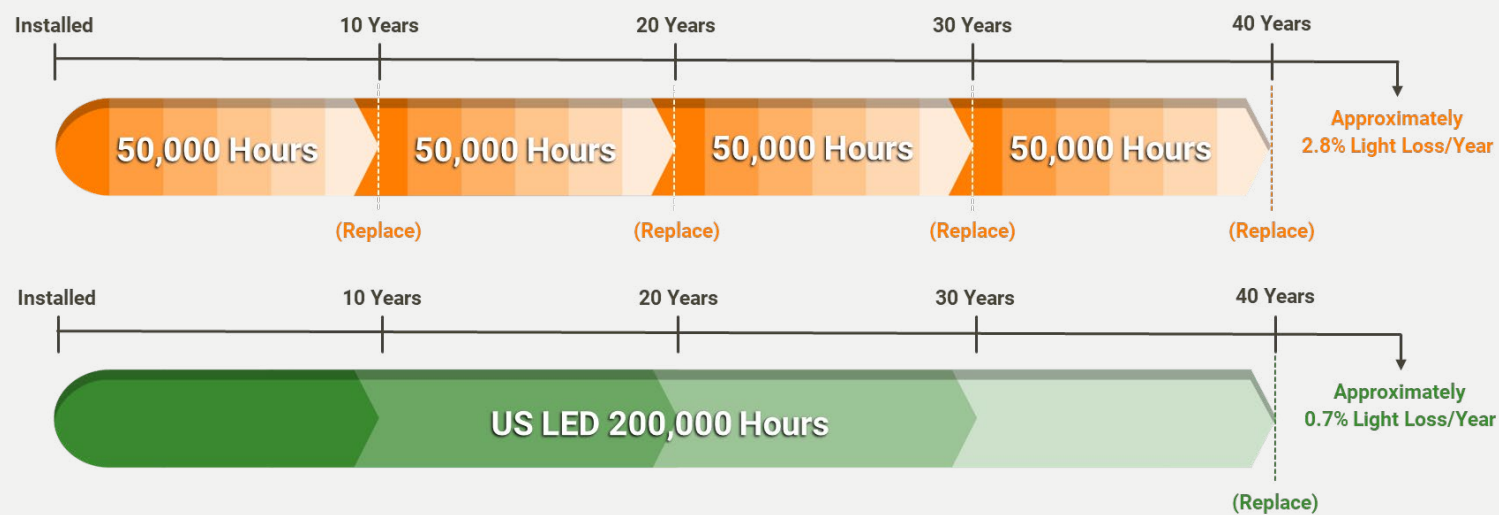 Installed
10 Years
20 Years
30 Years
40 Years
50,000 Hours
50,000 Hours
50,000 Hours
50,000 Hours
Approximately
2.8% Light Loss/Year
(Replace)
(Replace)
(Replace)
(Replace)
Installed
10 Years
20 Years
30 Years
40 Years
US LED 200,000 Hours
Approximately
0.7% Light Loss/Year
(Replace)